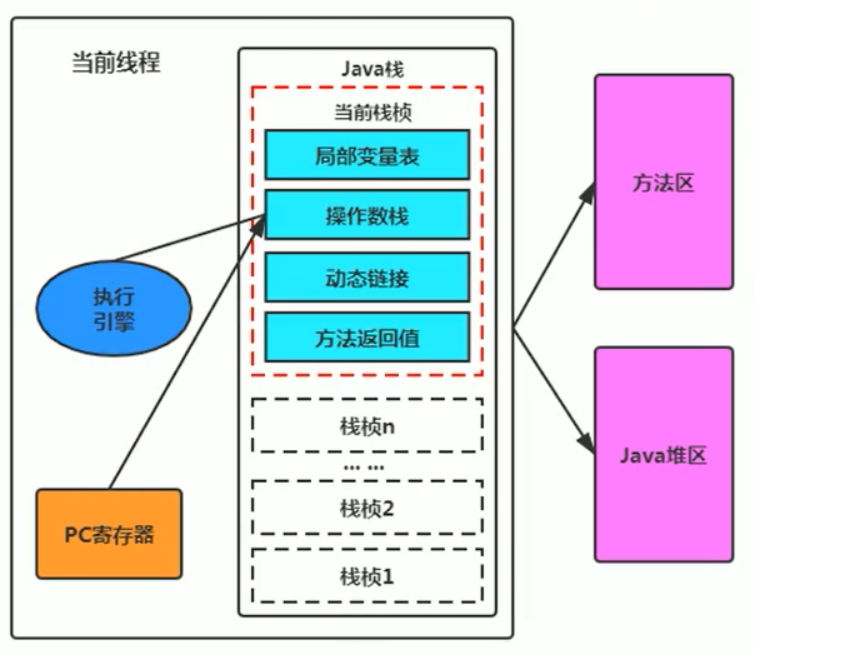 当前线程
Java栈
当前栈桢
局部变量表
操作数栈
动态链接
方法返回值
执行
引擎
PC寄存器
栈桢n
... ...
栈桢2
栈桢1
方法区
Java堆区